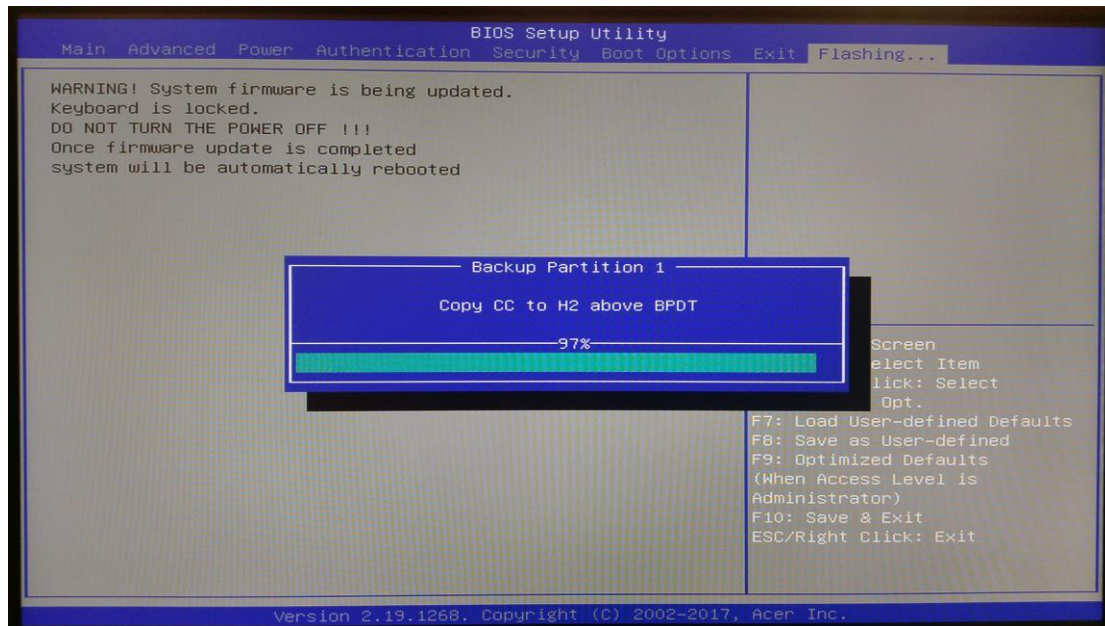 BIOS Setup Utility
Main Advanced Power Authentication Security Boot Options Exit Flashing...
WARNING! System firmware is being updated.
Keyboard is locked.
DO NOT TURN THE POWER OFF !!!
Once firmware update is completed
system will be automatically rebooted
Backup Partition 1
Copy CC to H2 above BPDT
97%
Screen
elect Item
lick: Select
Opt.
F7: Load User-defined Defaults
F8: Save as User-defined
F9: Optimized Defaults
(When Access Level is
Administrator)
F10: Save & Exit
ESC/Right Click: Exit
Version 2.19.1268. Copyright (C) 2002-2017, Acer Inc.